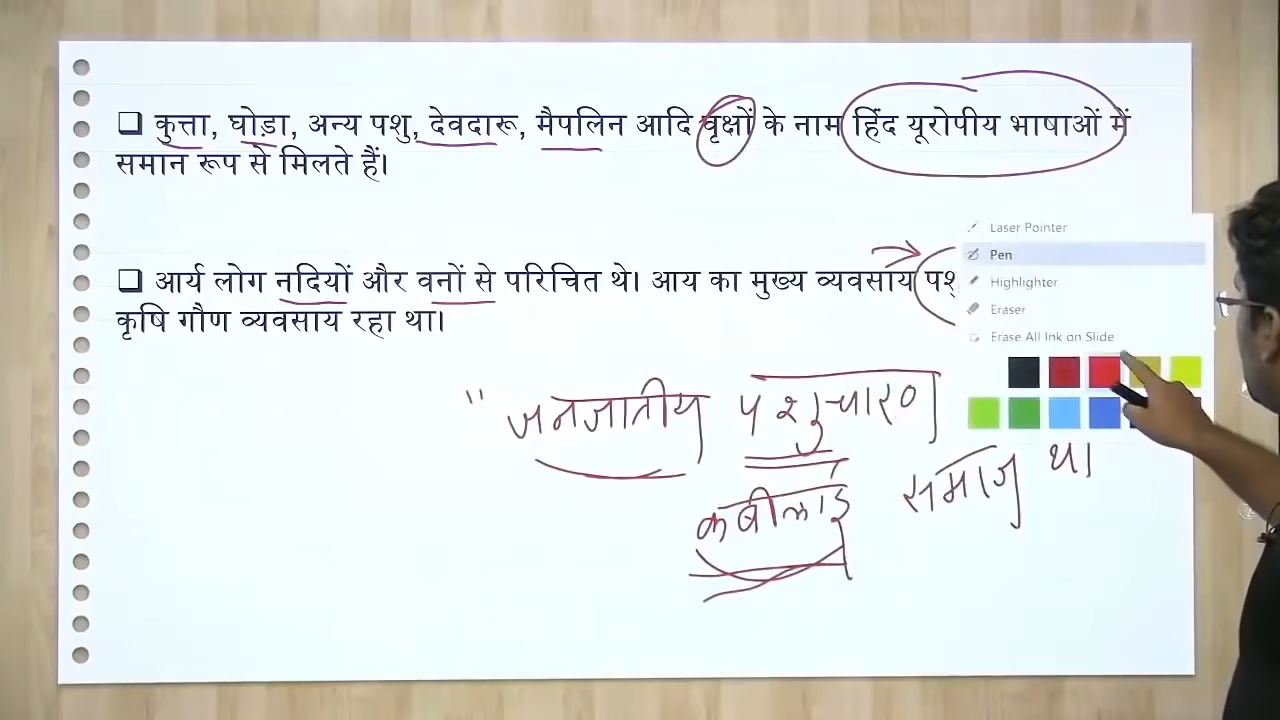 ❑ कुत्ता, घोड़ा, अन्य पशु, देवदारू, मैपलिन आदि वृक्षों के नाम हिंद यूरोपीय भाषाओं में
समान रूप से मिलते हैं।
❑ आर्य लोग नदियों और वनों से परिचित थे। आय का मुख्य व्यवसाय
कृषि गौण व्यवसाय रहा था।
Laser Pointer
Pen
Highlighter
Eraser
Erase All Ink on Slide
" जनजातीय पशुचारण
कबीलाई समाज था